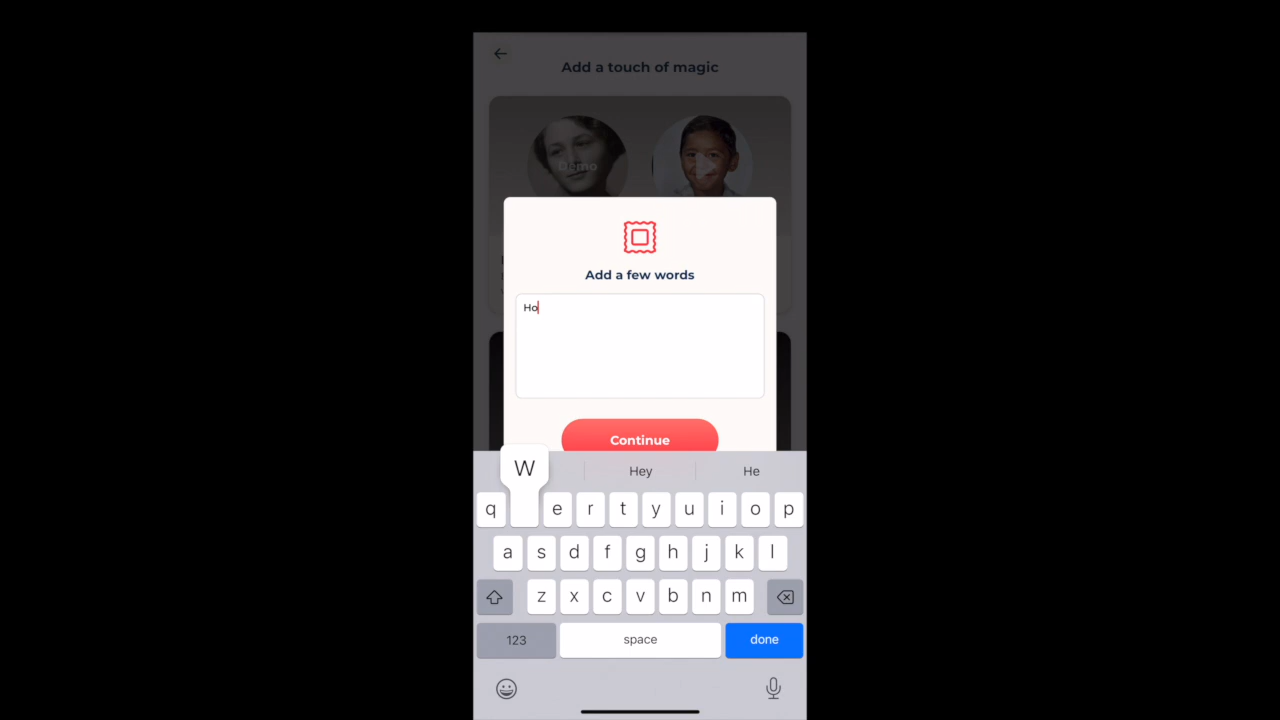 Add a touch of magic
Demo
Add a few words
Ho
Continue
W
Hey
He
q e r t y u i o p
a s d f g h j k l
z x c v b n m
123 space done